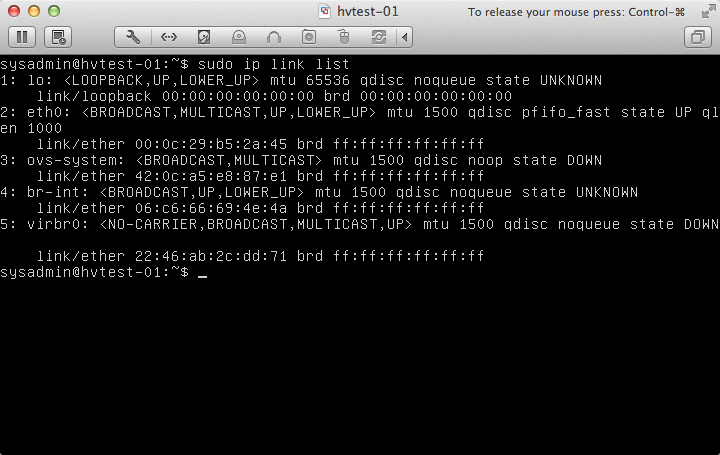 hvtest-01
To release your mouse press: Control-⌘
sysadmin@hvtest-01:~$ sudo ip link list
1: lo: <LOOPBACK,UP,LOWER_UP> mtu 65536 qdisc noqueue state UNKNOWN
    link/loopback 00:00:00:00:00:00 brd 00:00:00:00:00:00
2: eth0: <BROADCAST,MULTICAST,UP,LOWER_UP> mtu 1500 qdisc pfifo_fast state UP ql
en 1000
    link/ether 00:0c:29:b5:2a:45 brd ff:ff:ff:ff:ff:ff
3: ovs-system: <BROADCAST,MULTICAST> mtu 1500 qdisc noop state DOWN
    link/ether 42:0c:a5:e8:87:e1 brd ff:ff:ff:ff:ff:ff
4: br-int: <BROADCAST,UP,LOWER_UP> mtu 1500 qdisc noqueue state UNKNOWN
    link/ether 06:c6:66:69:4e:4a brd ff:ff:ff:ff:ff:ff
5: virbr0: <NO-CARRIER,BROADCAST,MULTICAST,UP> mtu 1500 qdisc noqueue state DOWN
    link/ether 22:46:ab:2c:dd:71 brd ff:ff:ff:ff:ff:ff
sysadmin@hvtest-01:~$ _